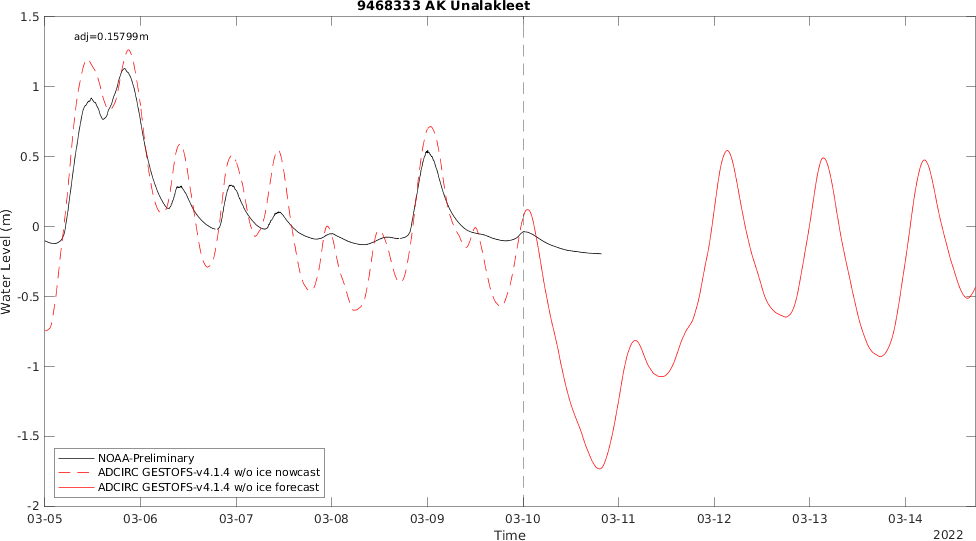 9468333 AK Unalakleet
adj=0.15799m
1.5
1
0.5
0
-0.5
-1
-1.5
-2
Water Level (m)
NOAA-Preliminary
ADCIRC GESTOFS-v4.1.4 w/o ice nowcast
ADCIRC GESTOFS-v4.1.4 w/o ice forecast
03-05 03-06 03-07 03-08 03-09 03-10 03-11 03-12 03-13 03-14
Time
2022